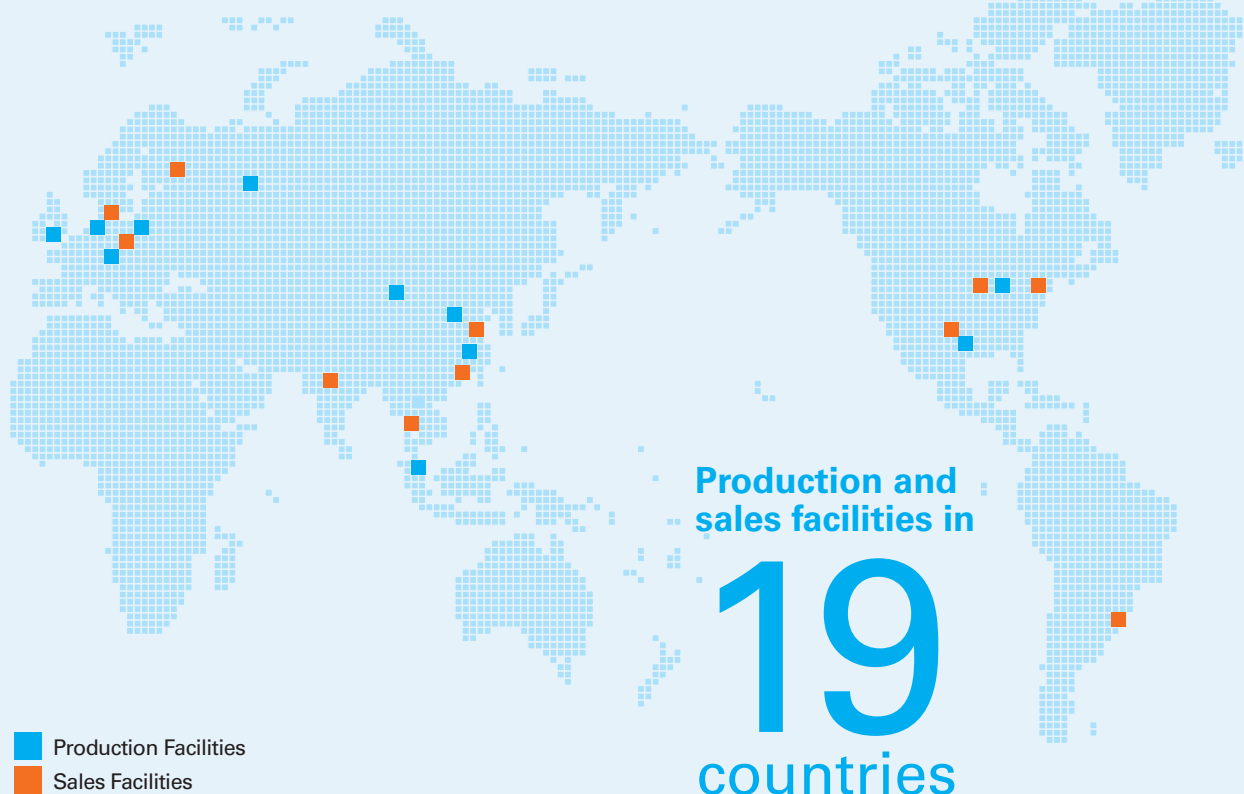 Production and
sales facilities in
19
countries
Production Facilities
Sales Facilities